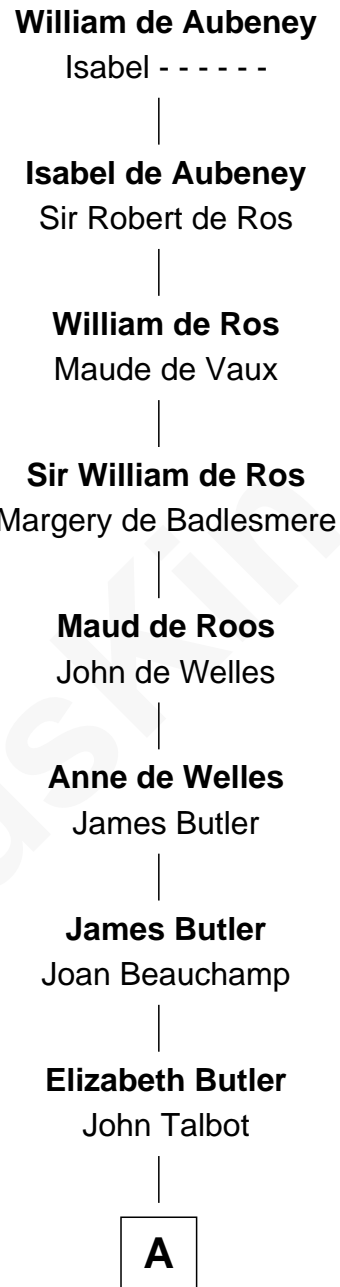 William de Aubeney
Isabel - - - - - -
Isabel de Aubeney
Sir Robert de Ros
William de Ros
Maude de Vaux
Sir William de Ros
Margery de Badlesmere
Maud de Roos
John de Welles
Anne de Welles
James Butler
James Butler
Joan Beauchamp
Elizabeth Butler
John Talbot
A